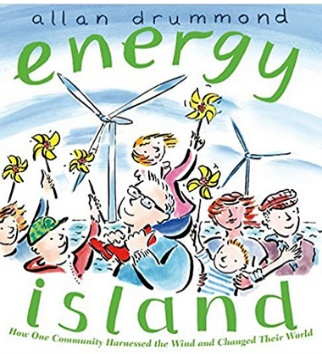 allan drummond
energy
island
How One Community Harnessed the Wind and Changed Their World